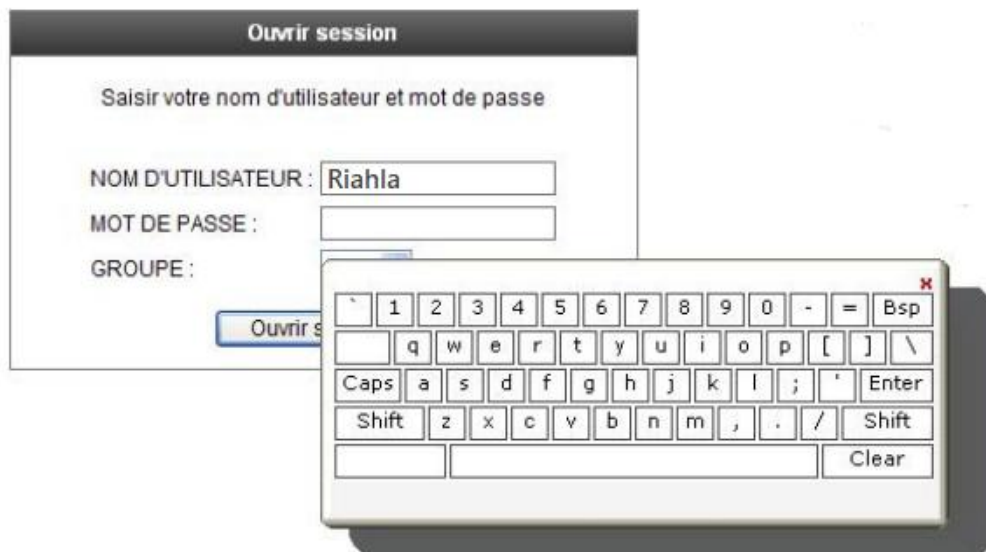 Ouvrir session
Saisir votre nom d'utilisateur et mot de passe
NOM D'UTILISATEUR : Riahla
MOT DE PASSE :
GROUPE :
Ouvrir s
x
` 1 2 3 4 5 6 7 8 9 0 - = Bsp
q w e r t y u i o p [ ] \
Caps a s d f g h j k l ; ' Enter
Shift z x c v b n m , . / Shift
Clear